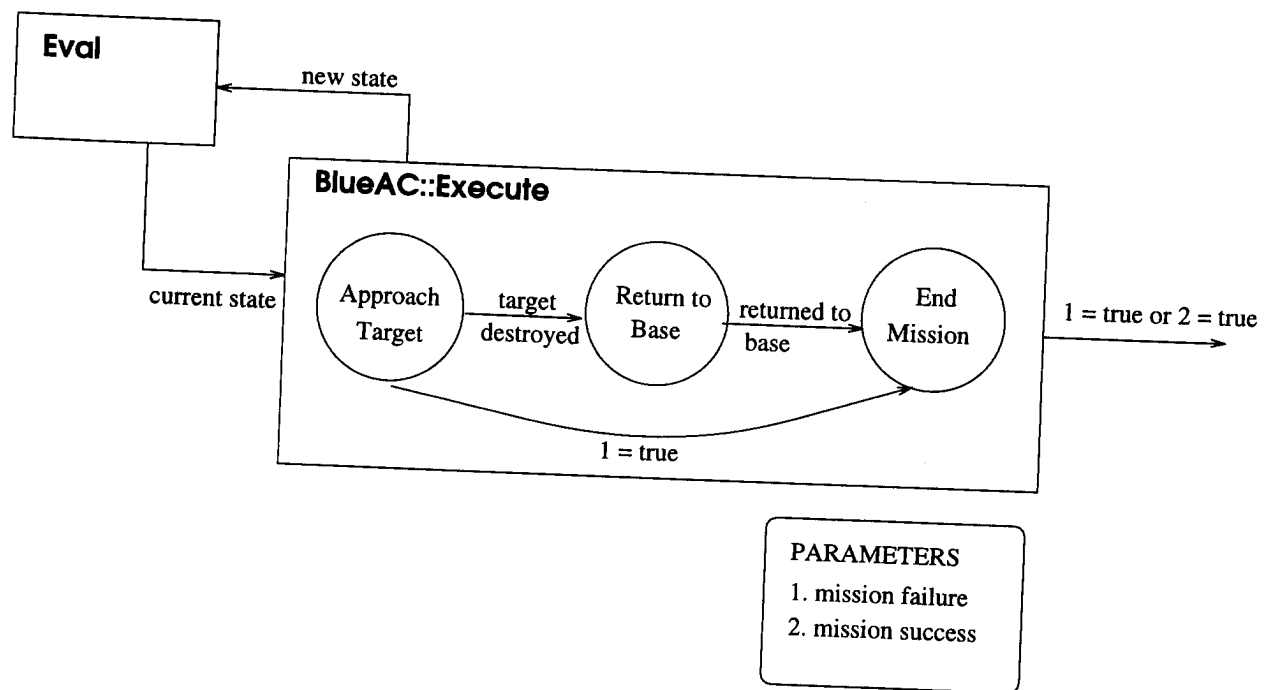 Eval
new state
BlueAC::Execute
current state
Approach
Target
target
destroyed
Return to
Base
returned to
base
End
Mission
1 = true or 2 = true
1 = true
PARAMETERS
1. mission failure
2. mission success